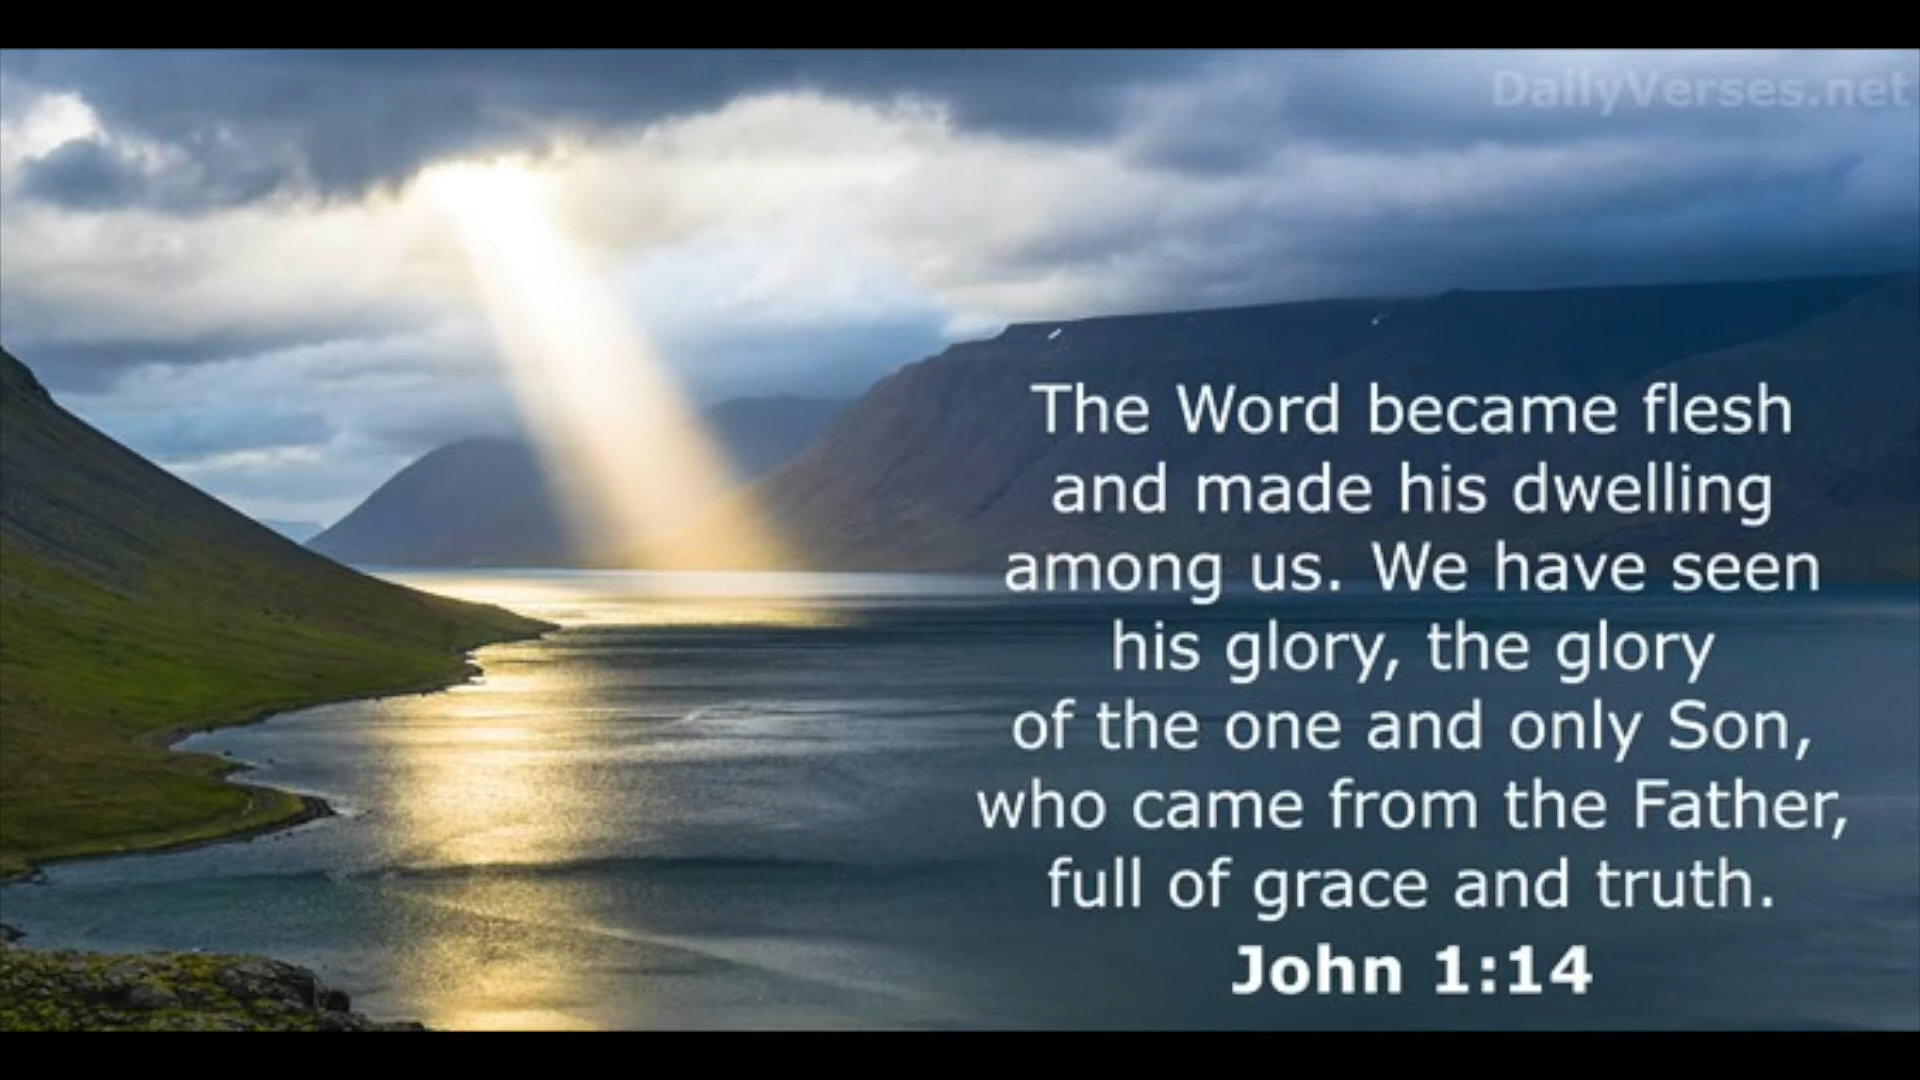 DailyVerses.net
The Word became flesh
and made his dwelling
among us. We have seen
his glory, the glory
of the one and only Son,
who came from the Father,
full of grace and truth.
John 1:14